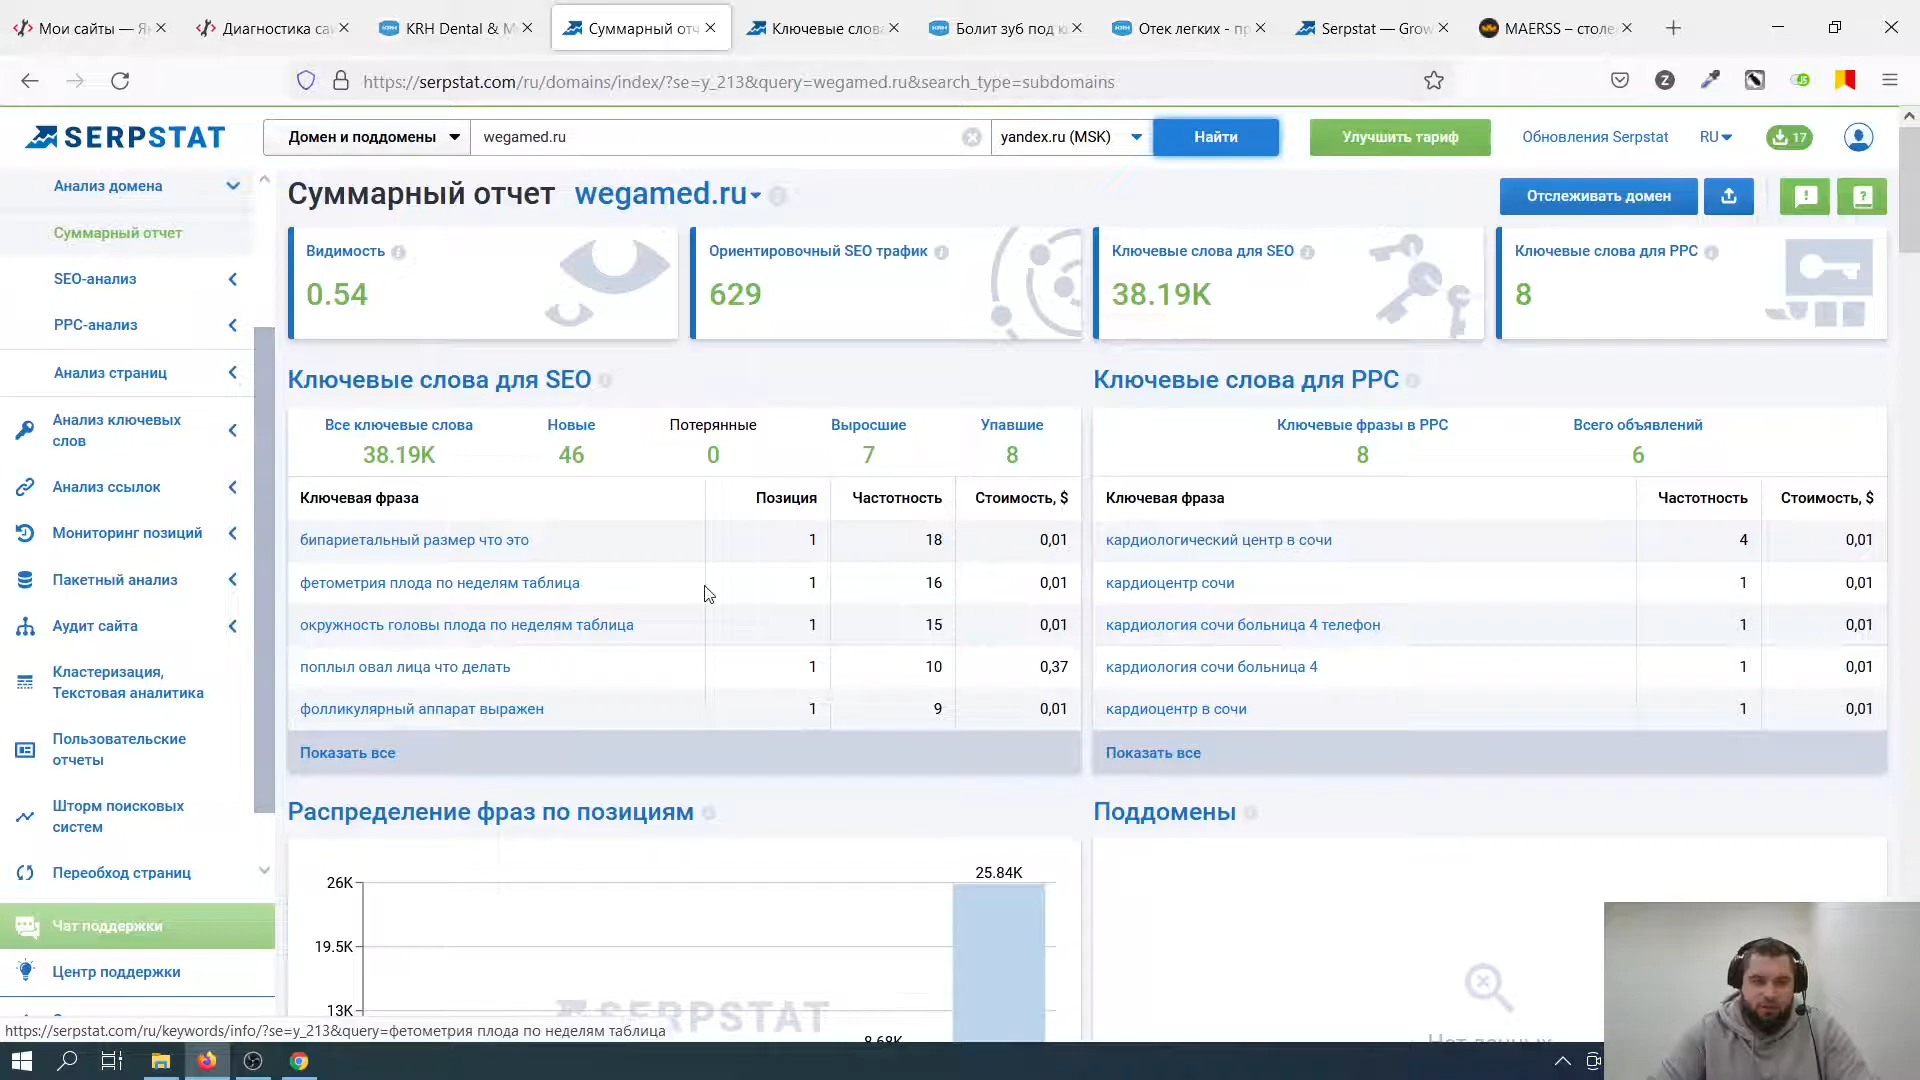 Мои сайты — Я
Диагностика са
KRH Dental & M
Суммарный отч
Ключевые слова
Болит зуб под к
Отек легких - пр
Serpstat — Grow
MAERSS – столе
https://serpstat.com/ru/domains/index/?se=y_213&query=wegamed.ru&search_type=subdomains
SERPSTAT
Домен и поддомены
wegamed.ru
yandex.ru (MSK)
Найти
Улучшить тариф
Обновления Serpstat
RU
17
Анализ домена
Суммарный отчет
SEO-анализ
PPC-анализ
Анализ страниц
Анализ ключевых
слов
Анализ ссылок
Мониторинг позиций
Пакетный анализ
Аудит сайта
Кластеризация,
Текстовая аналитика
Пользовательские
отчеты
Шторм поисковых
систем
Переобход страниц
Чат поддержки
Центр поддержки
Суммарный отчет wegamed.ru
Отслеживать домен
Видимость
0.54
Ориентировочный SEO трафик
629
Ключевые слова для SEO
38.19K
Ключевые слова для PPC
8
Ключевые слова для SEO
Все ключевые слова Новые Потерянные Выросшие Упавшие
38.19K 46 0 7 8
Ключевая фраза Позиция Частотность Стоимость, $
бипариетальный размер что это 1 18 0,01
фетометрия плода по неделям таблица 1 16 0,01
окружность головы плода по неделям таблица 1 15 0,01
поплыл овал лица что делать 1 10 0,37
фолликулярный аппарат выражен 1 9 0,01
Показать все
Ключевые слова для PPC
Ключевые фразы в PPC Всего объявлений
8 6
Ключевая фраза Частотность Стоимость, $
кардиологический центр в сочи 4 0,01
кардиоцентр сочи 1 0,01
кардиология сочи больница 4 телефон 1 0,01
кардиология сочи больница 4 1 0,01
кардиоцентр в сочи 1 0,01
Показать все
Распределение фраз по позициям
26K
19.5K
13K
25.84K
8.68K
SERPSTAT
Поддомены
Нет данных
https://serpstat.com/ru/keywords/info/?se=y_213&query=фетометрия плода по неделям таблица